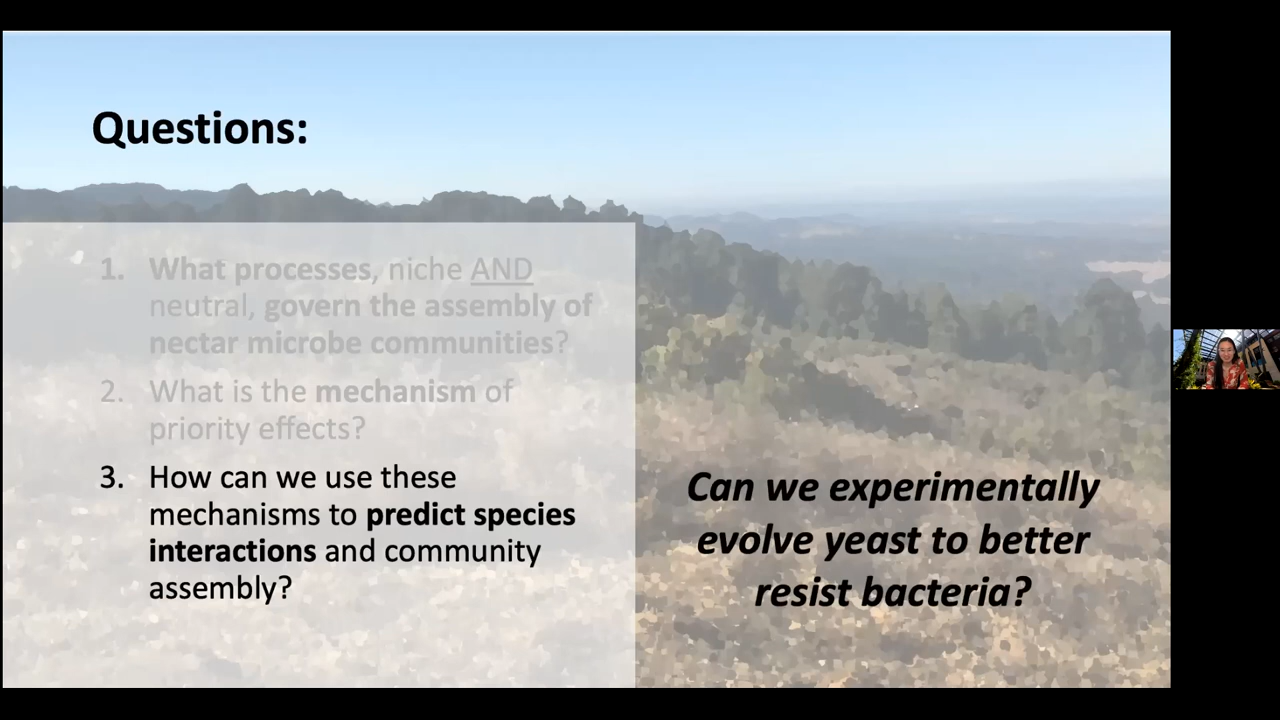 Questions:
1. What processes, niche AND
neutral, govern the assembly of
nectar microbe communities?
2. What is the mechanism of
priority effects?
3. How can we use these
mechanisms to predict species
interactions and community
assembly?
Can we experimentally
evolve yeast to better
resist bacteria?